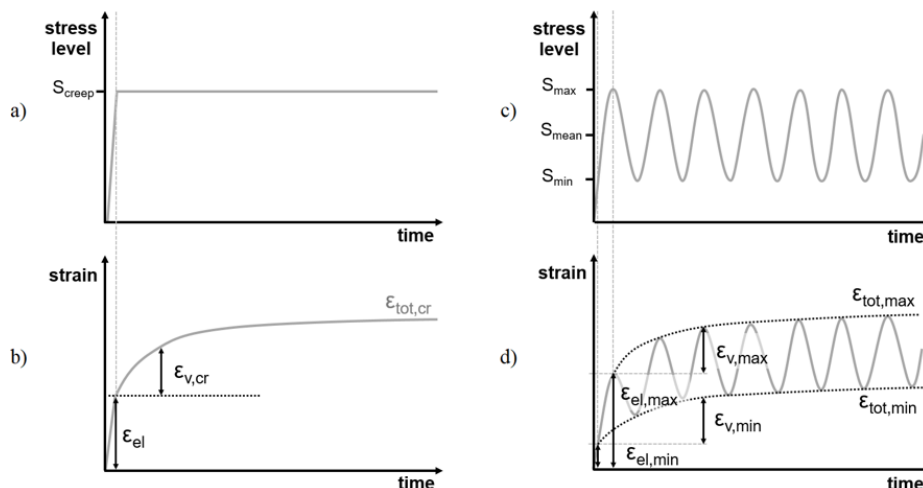 a)
stress
level
S_creep
time
b)
strain
ε_tot,cr
ε_v,cr
ε_el
time
c)
stress
level
S_max
S_mean
S_min
time
d)
strain
ε_tot,max
ε_v,max
ε_el,max
ε_tot,min
ε_v,min
ε_el,min
time